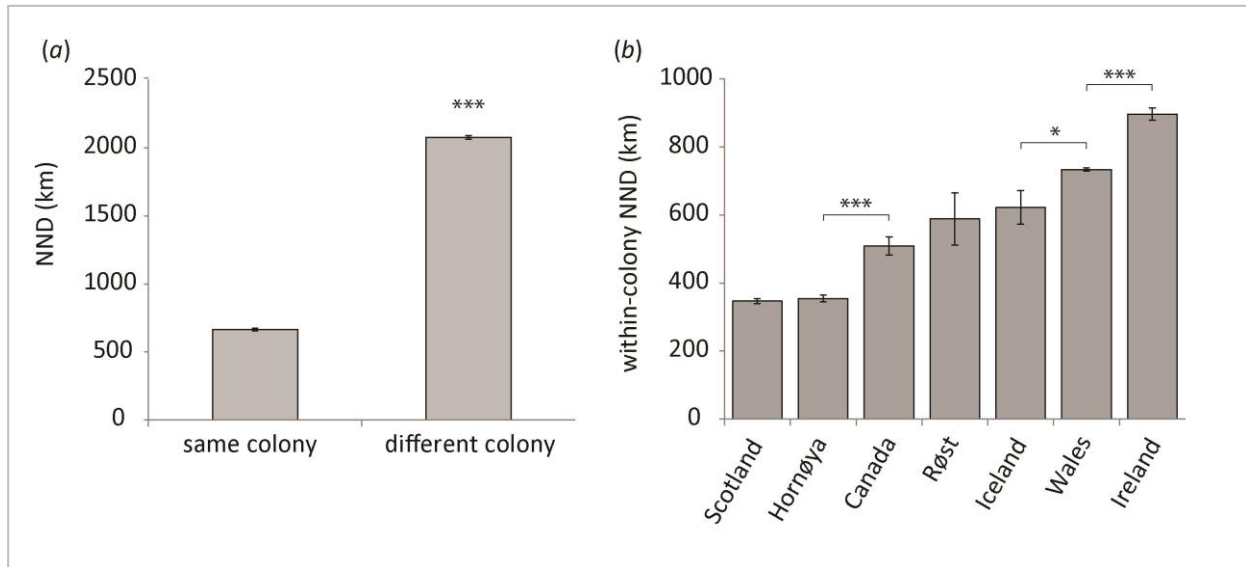 (a)
2500
2000
1500
1000
500
0
NND (km)
***
same colony
different colony
(b)
1000
800
600
400
200
0
within-colony NND (km)
***
*
***
Scotland
Hornøya
Canada
Røst
Iceland
Wales
Ireland